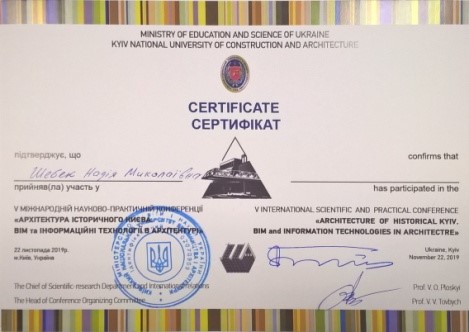 MINISTRY OF EDUCATION AND SCIENCE OF UKRAINE
KYIV NATIONAL UNIVERSITY OF CONSTRUCTION AND ARCHITECTURE
CERTIFICATE
СЕРТИФІКАТ
підтверджує, що
confirms that
Шебек Надія Миколаївна
прийняв(ла) участь у
has participated in the
V МІЖНАРОДНІЙ НАУКОВО-ПРАКТИЧНІЙ КОНФЕРЕНЦІЇ
«АРХІТЕКТУРА ІСТОРИЧНОГО КИЄВА.
BIM та ІНФОРМАЦІЙНІ ТЕХНОЛОГІЇ В АРХІТЕКТУРІ»
22 листопада 2019р.
м.Київ, Україна
V INTERNATIONAL SCIENTIFIC AND PRACTICAL CONFERENCE
«ARCHITECTURE OF HISTORICAL KYIV.
BIM and INFORMATION TECHNOLOGIES IN ARCHITECTRE»
Ukraine, Kyiv
November 22, 2019
The Chief of Scientific research Department and International relations
Prof. V. O. Ploskyi
The Head of Conference Organizing Committee
Prof. V. V. Tovbych